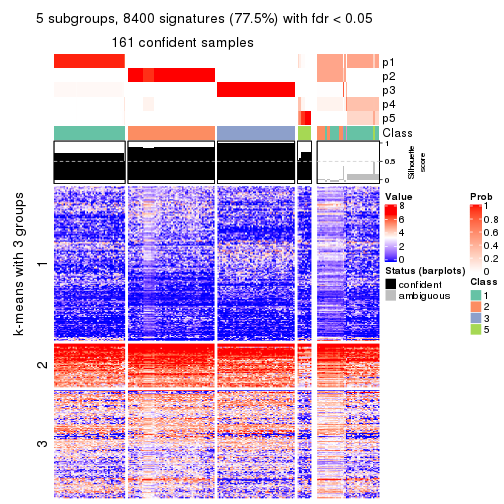 5 subgroups, 8400 signatures (77.5%) with fdr < 0.05
161 confident samples
p1
p2
p3
p4
p5
Class
1
0.5
0
Silhouette
score
k-means with 3 groups
1
2
3
Value
8
6
4
2
0
Status (barplots)
confident
ambiguous
Prob
1
0.8
0.6
0.4
0.2
0
Class
1
2
3
5